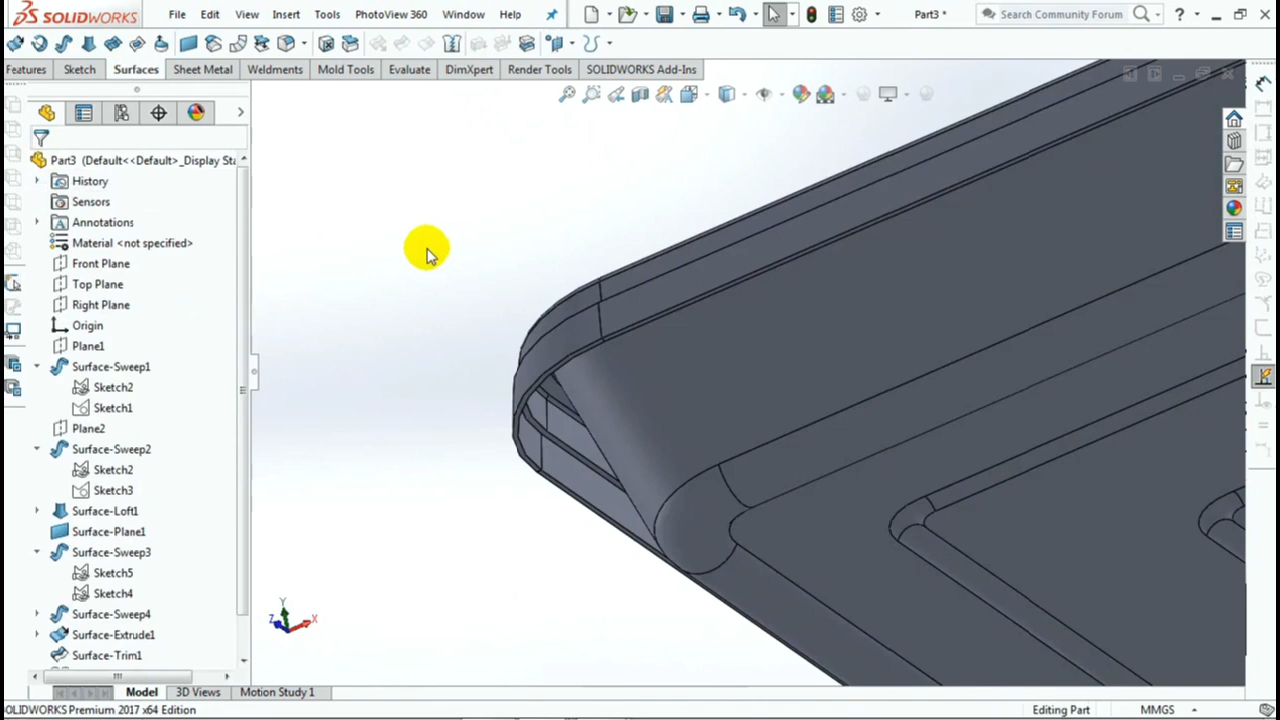 SOLIDWORKS File Edit View Insert Tools PhotoView 360 Window Help Part3 * Search Community Forum ?
Features Sketch Surfaces Sheet Metal Weldments Mold Tools Evaluate DimXpert Render Tools SOLIDWORKS Add-Ins
Part3 (Default<<Default>_Display Sta
History
Sensors
Annotations
Material <not specified>
Front Plane
Top Plane
Right Plane
Origin
Plane1
Surface-Sweep1
Sketch2
Sketch1
Plane2
Surface-Sweep2
Sketch2
Sketch3
Surface-Loft1
Surface-Plane1
Surface-Sweep3
Sketch5
Sketch4
Surface-Sweep4
Surface-Extrude1
Surface-Trim1
Y
Z X
Model 3D Views Motion Study 1
SOLIDWORKS Premium 2017 x64 Edition Editing Part MMGS